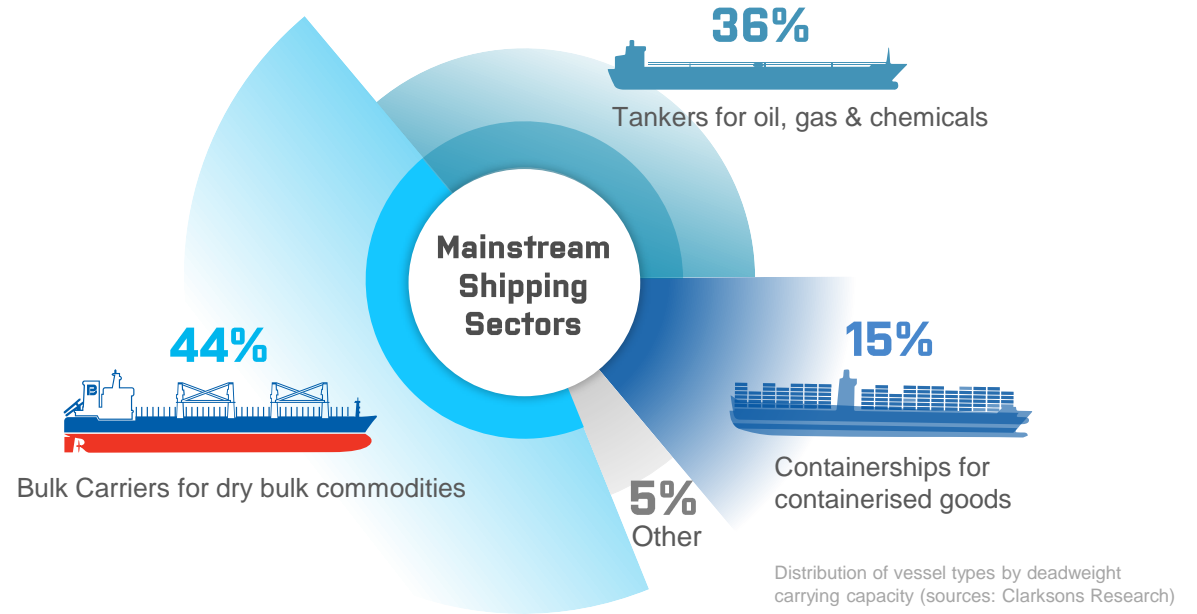 36%
Tankers for oil, gas & chemicals
Mainstream
Shipping
Sectors
44%
B
Bulk Carriers for dry bulk commodities
15%
Containerships for
containerised goods
5%
Other
Distribution of vessel types by deadweight
carrying capacity (sources: Clarksons Research)